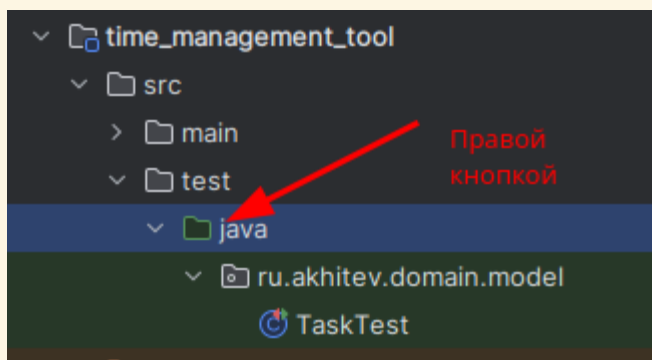 time_management_tool
src
main
Правой
кнопкой
test
java
ru.akhitev.domain.model
TaskTest